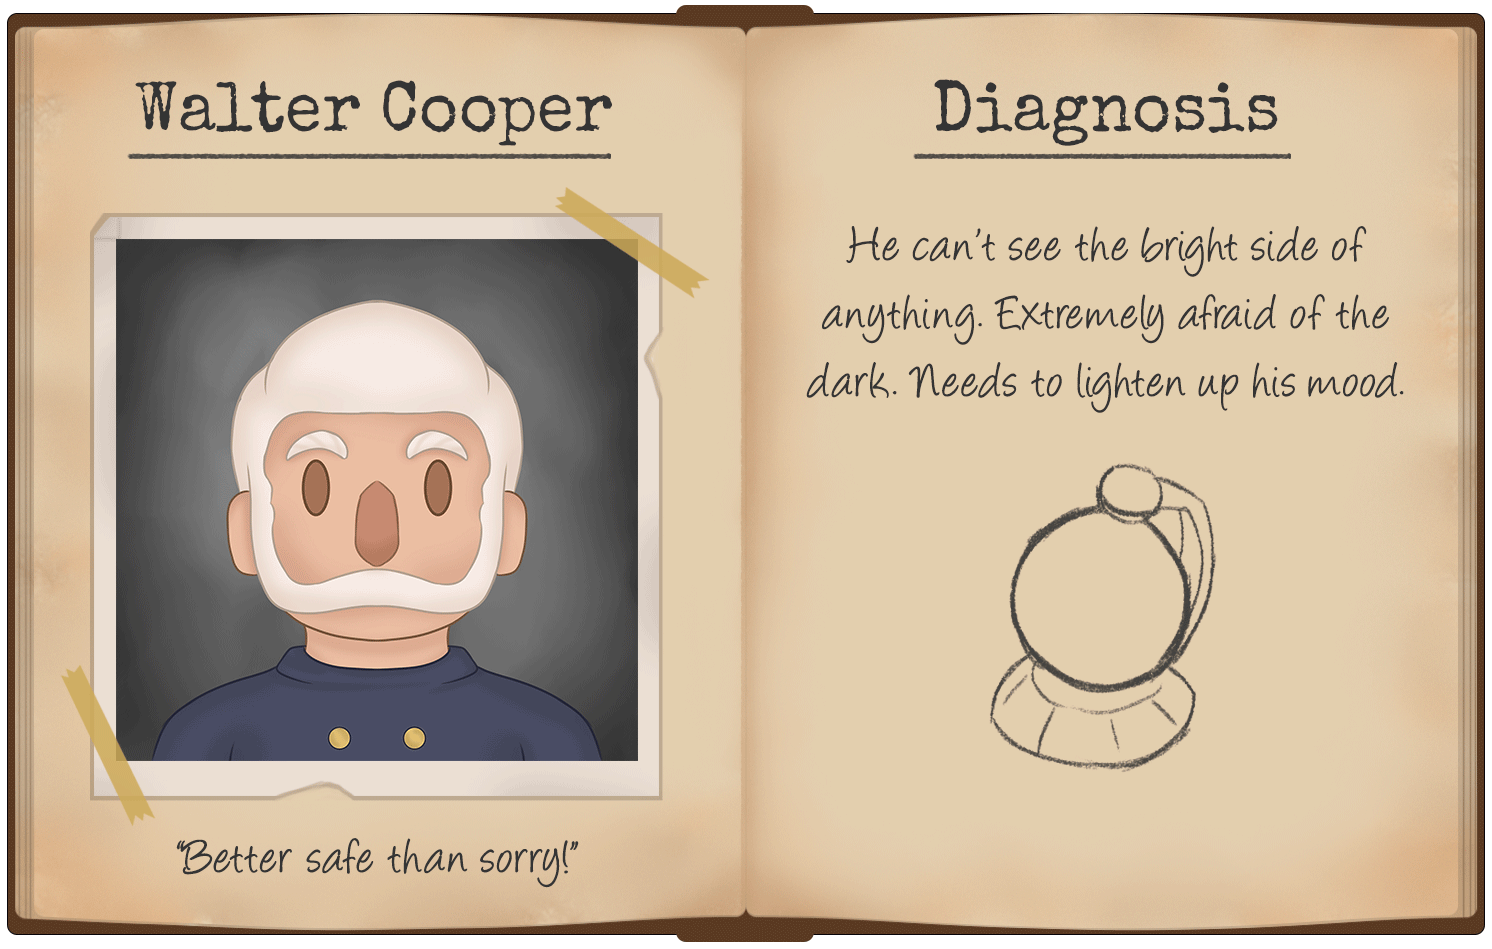 Walter Cooper
"Better safe than sorry!"
Diagnosis
He can't see the bright side of
anything. Extremely afraid of the
dark. Needs to lighten up his mood.